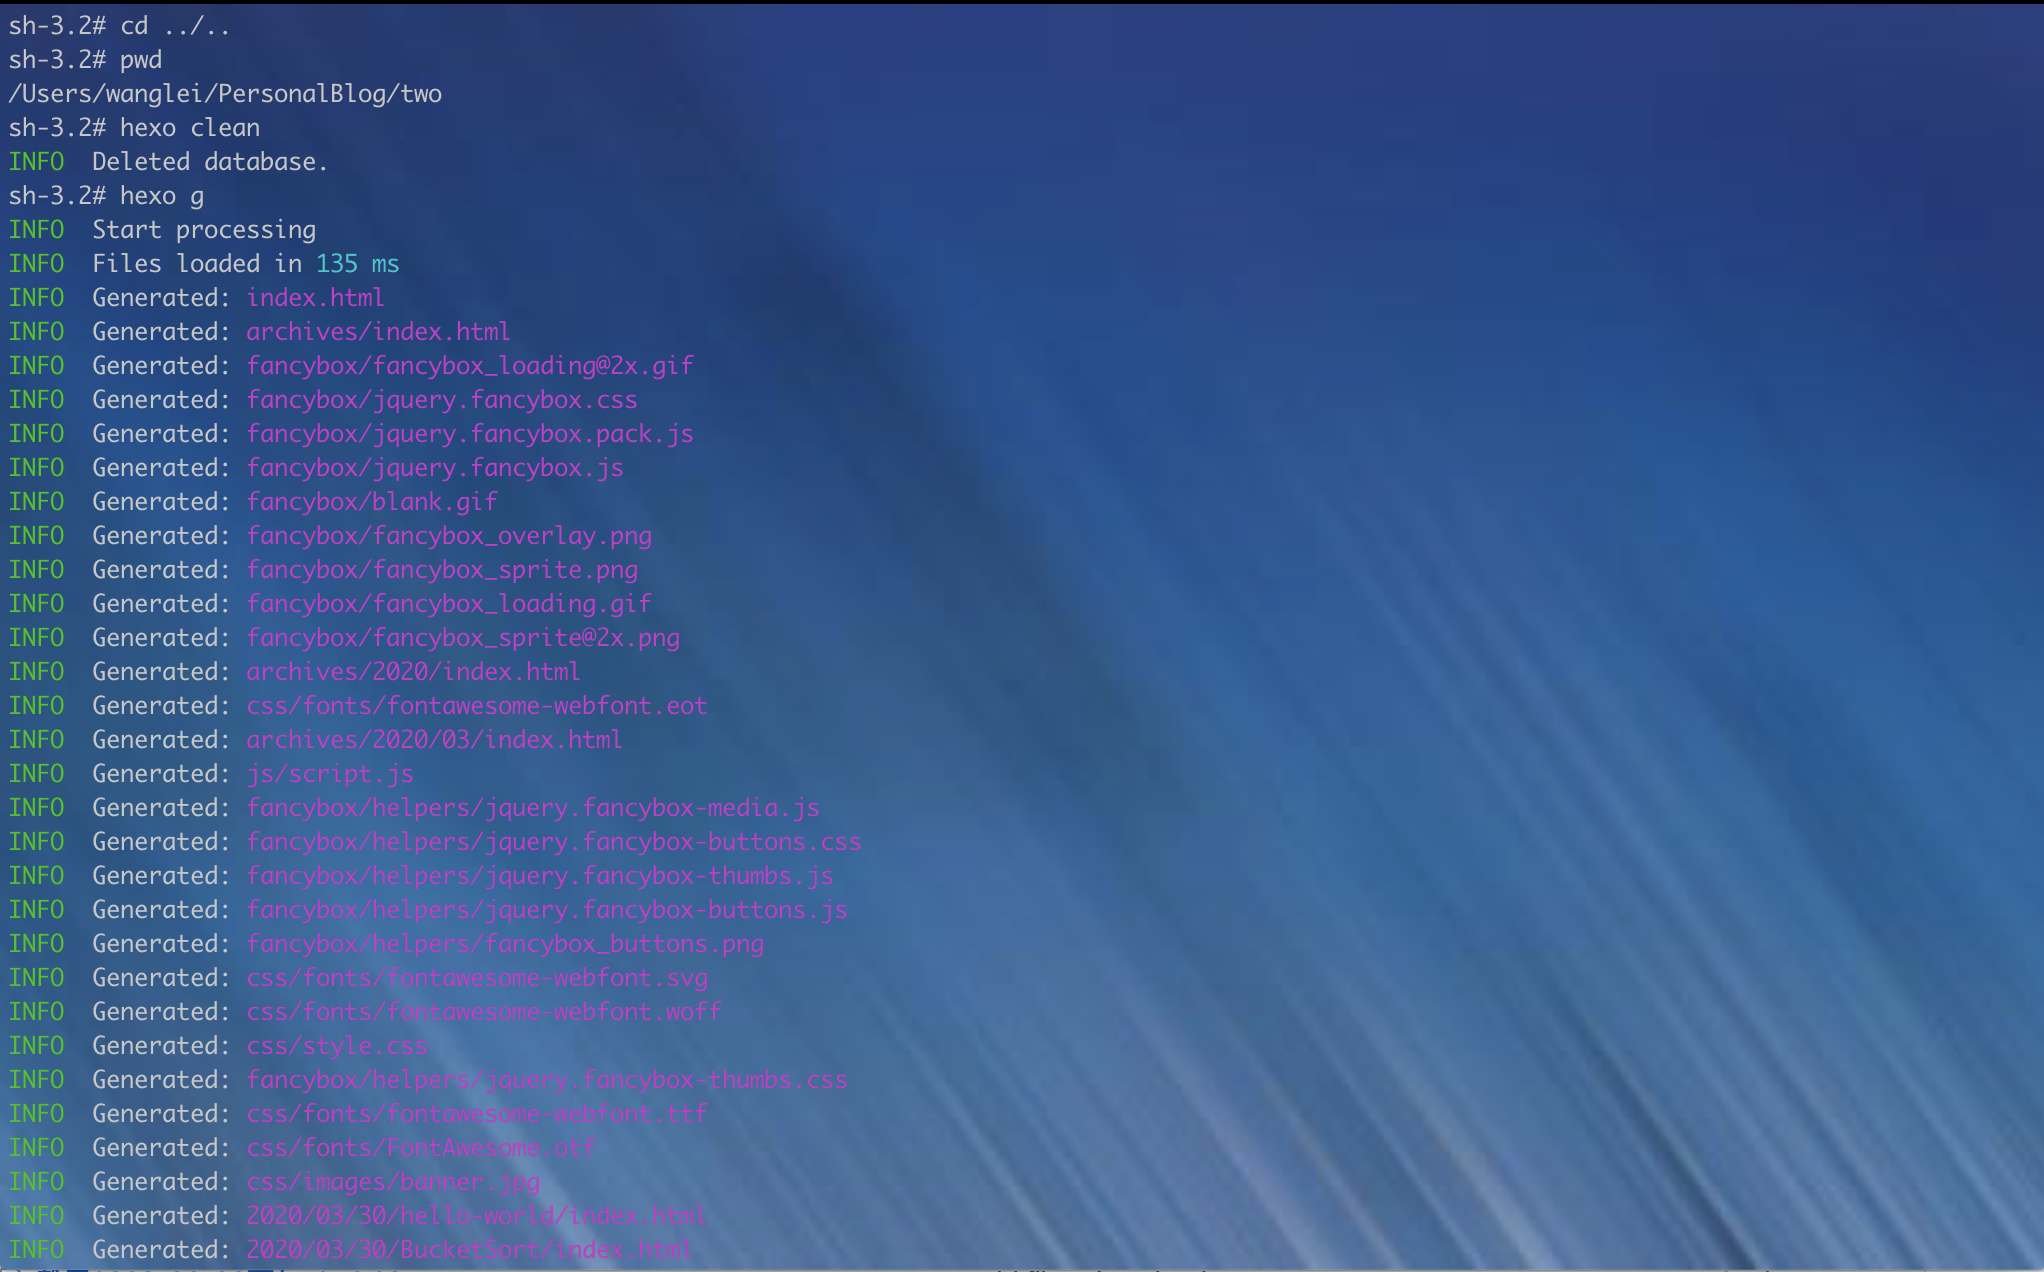 sh-3.2# cd ../..
sh-3.2# pwd
/Users/wanglei/PersonalBlog/two
sh-3.2# hexo clean
INFO  Deleted database.
sh-3.2# hexo g
INFO  Start processing
INFO  Files loaded in 135 ms
INFO  Generated: index.html
INFO  Generated: archives/index.html
INFO  Generated: fancybox/fancybox_loading@2x.gif
INFO  Generated: fancybox/jquery.fancybox.css
INFO  Generated: fancybox/jquery.fancybox.pack.js
INFO  Generated: fancybox/jquery.fancybox.js
INFO  Generated: fancybox/blank.gif
INFO  Generated: fancybox/fancybox_overlay.png
INFO  Generated: fancybox/fancybox_sprite.png
INFO  Generated: fancybox/fancybox_loading.gif
INFO  Generated: fancybox/fancybox_sprite@2x.png
INFO  Generated: archives/2020/index.html
INFO  Generated: css/fonts/fontawesome-webfont.eot
INFO  Generated: archives/2020/03/index.html
INFO  Generated: js/script.js
INFO  Generated: fancybox/helpers/jquery.fancybox-media.js
INFO  Generated: fancybox/helpers/jquery.fancybox-buttons.css
INFO  Generated: fancybox/helpers/jquery.fancybox-thumbs.js
INFO  Generated: fancybox/helpers/jquery.fancybox-buttons.js
INFO  Generated: fancybox/helpers/fancybox_buttons.png
INFO  Generated: css/fonts/fontawesome-webfont.svg
INFO  Generated: css/fonts/fontawesome-webfont.woff
INFO  Generated: css/style.css
INFO  Generated: fancybox/helpers/jquery.fancybox-thumbs.css
INFO  Generated: css/fonts/fontawesome-webfont.ttf
INFO  Generated: css/fonts/FontAwesome.otf
INFO  Generated: css/images/banner.jpg
INFO  Generated: 2020/03/30/hello-world/index.html
INFO  Generated: 2020/03/30/BucketSort/index.html